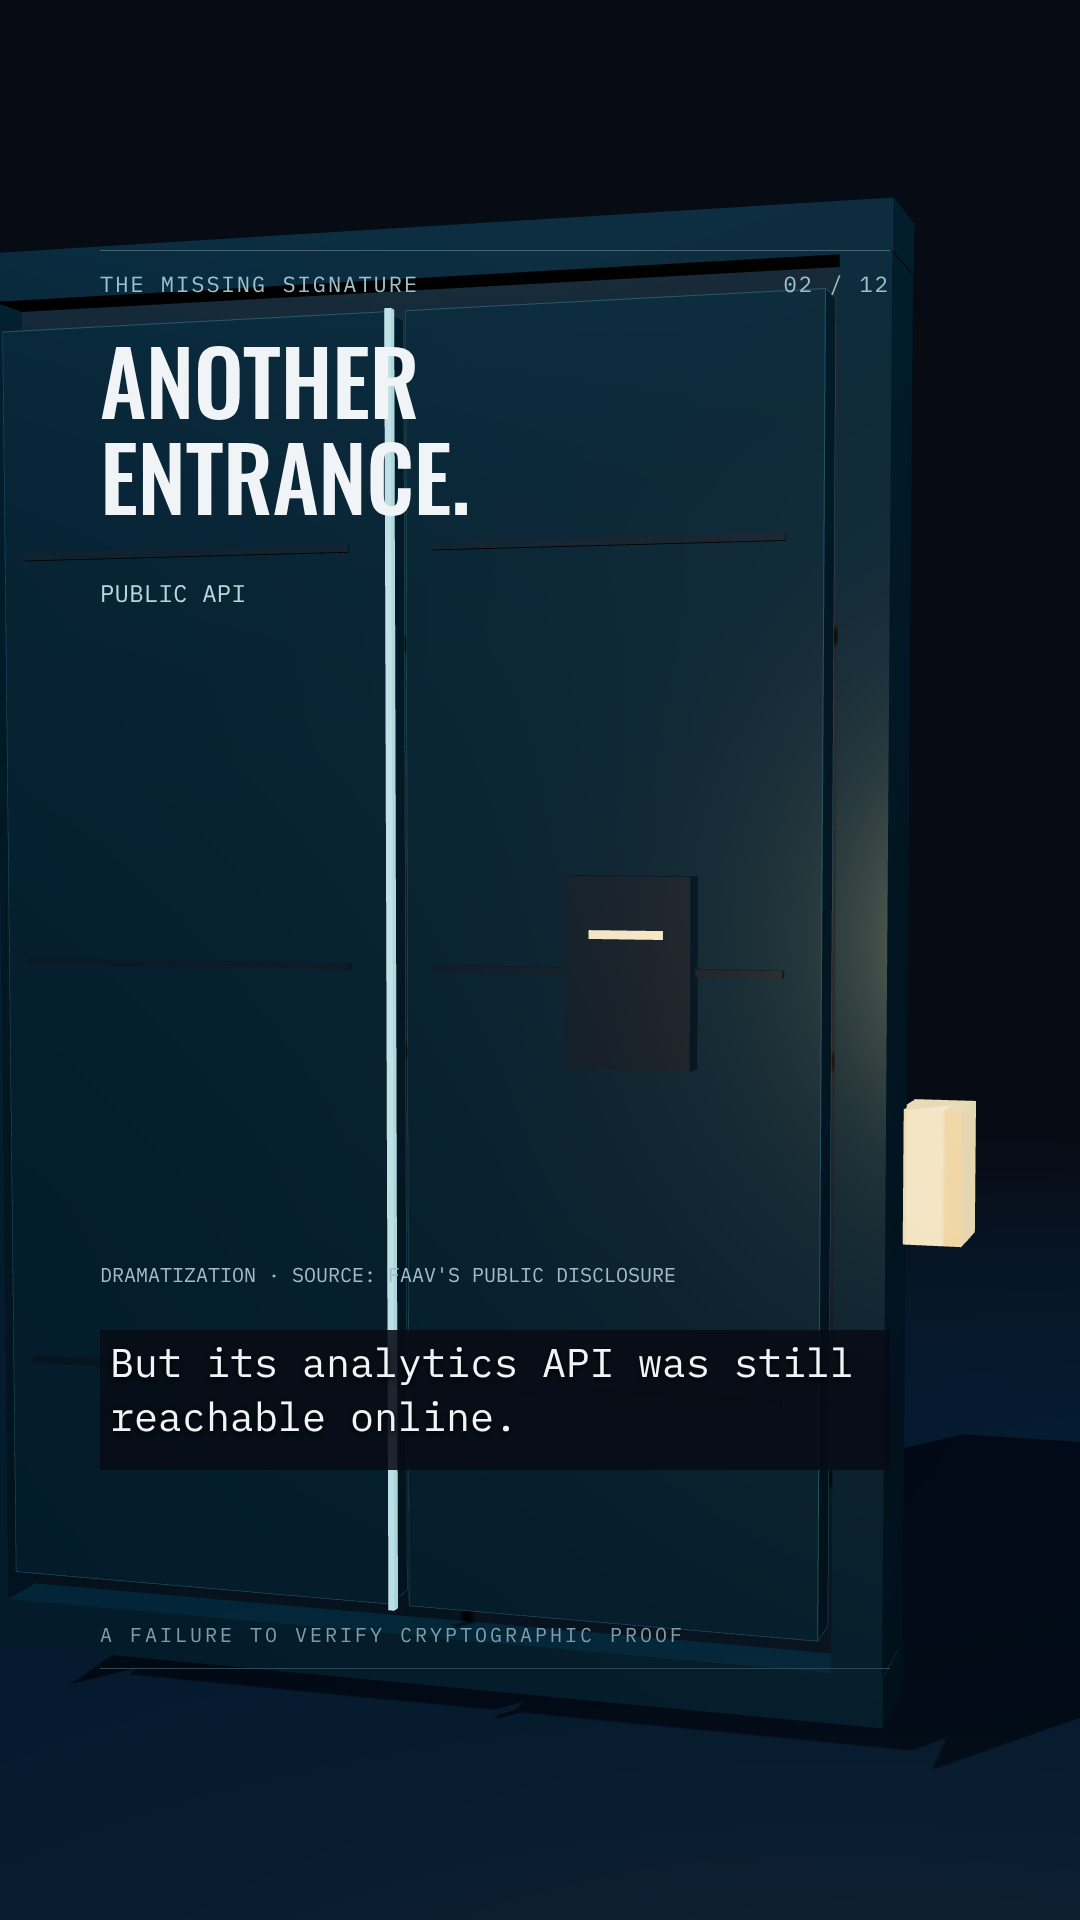 THE MISSING SIGNATURE
02 / 12
ANOTHER
ENTRANCE.
PUBLIC API
DRAMATIZATION · SOURCE: FAAV'S PUBLIC DISCLOSURE
But its analytics API was still
reachable online.
A FAILURE TO VERIFY CRYPTOGRAPHIC PROOF